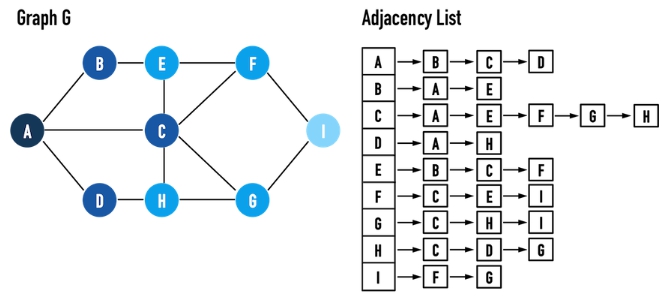 Graph G
B E F
A C I
D H G
Adjacency List
A B C D
B A E
C A E F G H
D A H
E B C F
F C E I
G C H I
H C D G
I F G